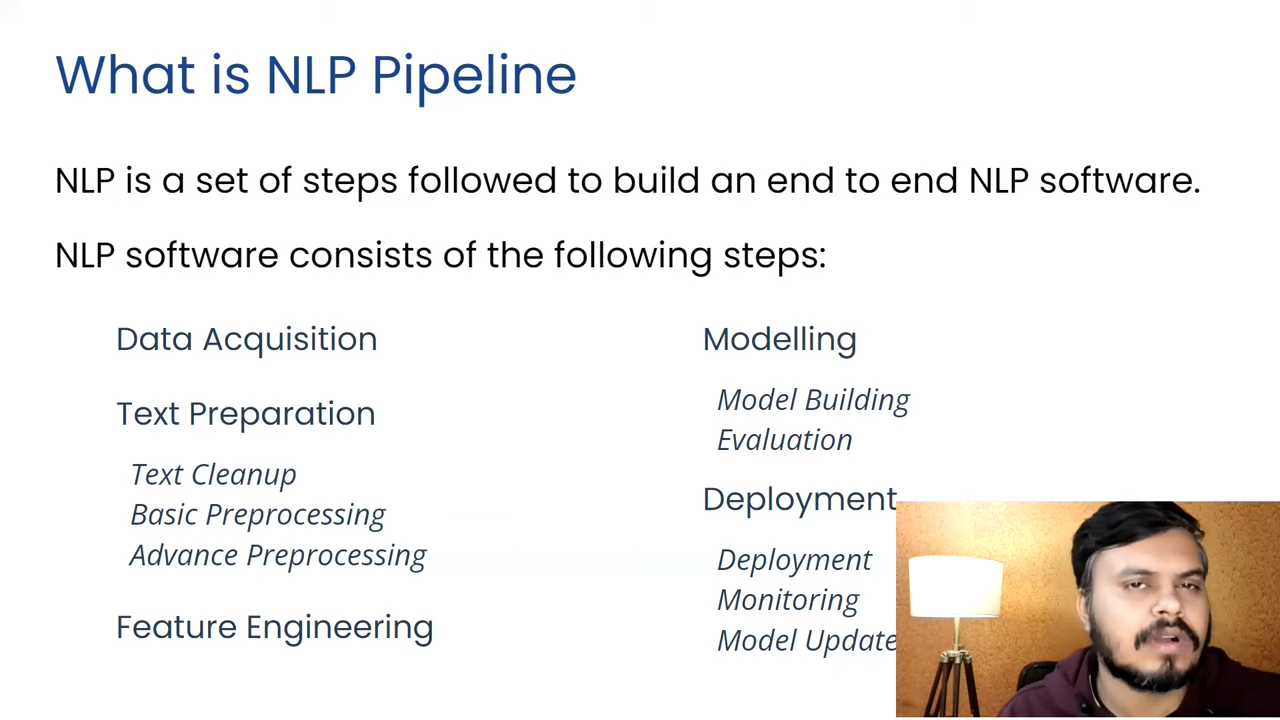 What is NLP Pipeline
NLP is a set of steps followed to build an end to end NLP software.
NLP software consists of the following steps:
Data Acquisition
Text Preparation
Text Cleanup
Basic Preprocessing
Advance Preprocessing
Feature Engineering
Modelling
Model Building
Evaluation
Deployment
Deployment
Monitoring
Model Update